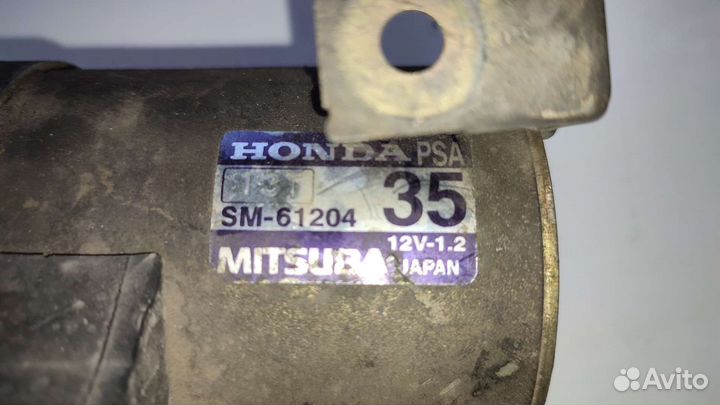 HONDA PSA
SM-61204 35
12V-1.2
MITSUBA JAPAN
Avito